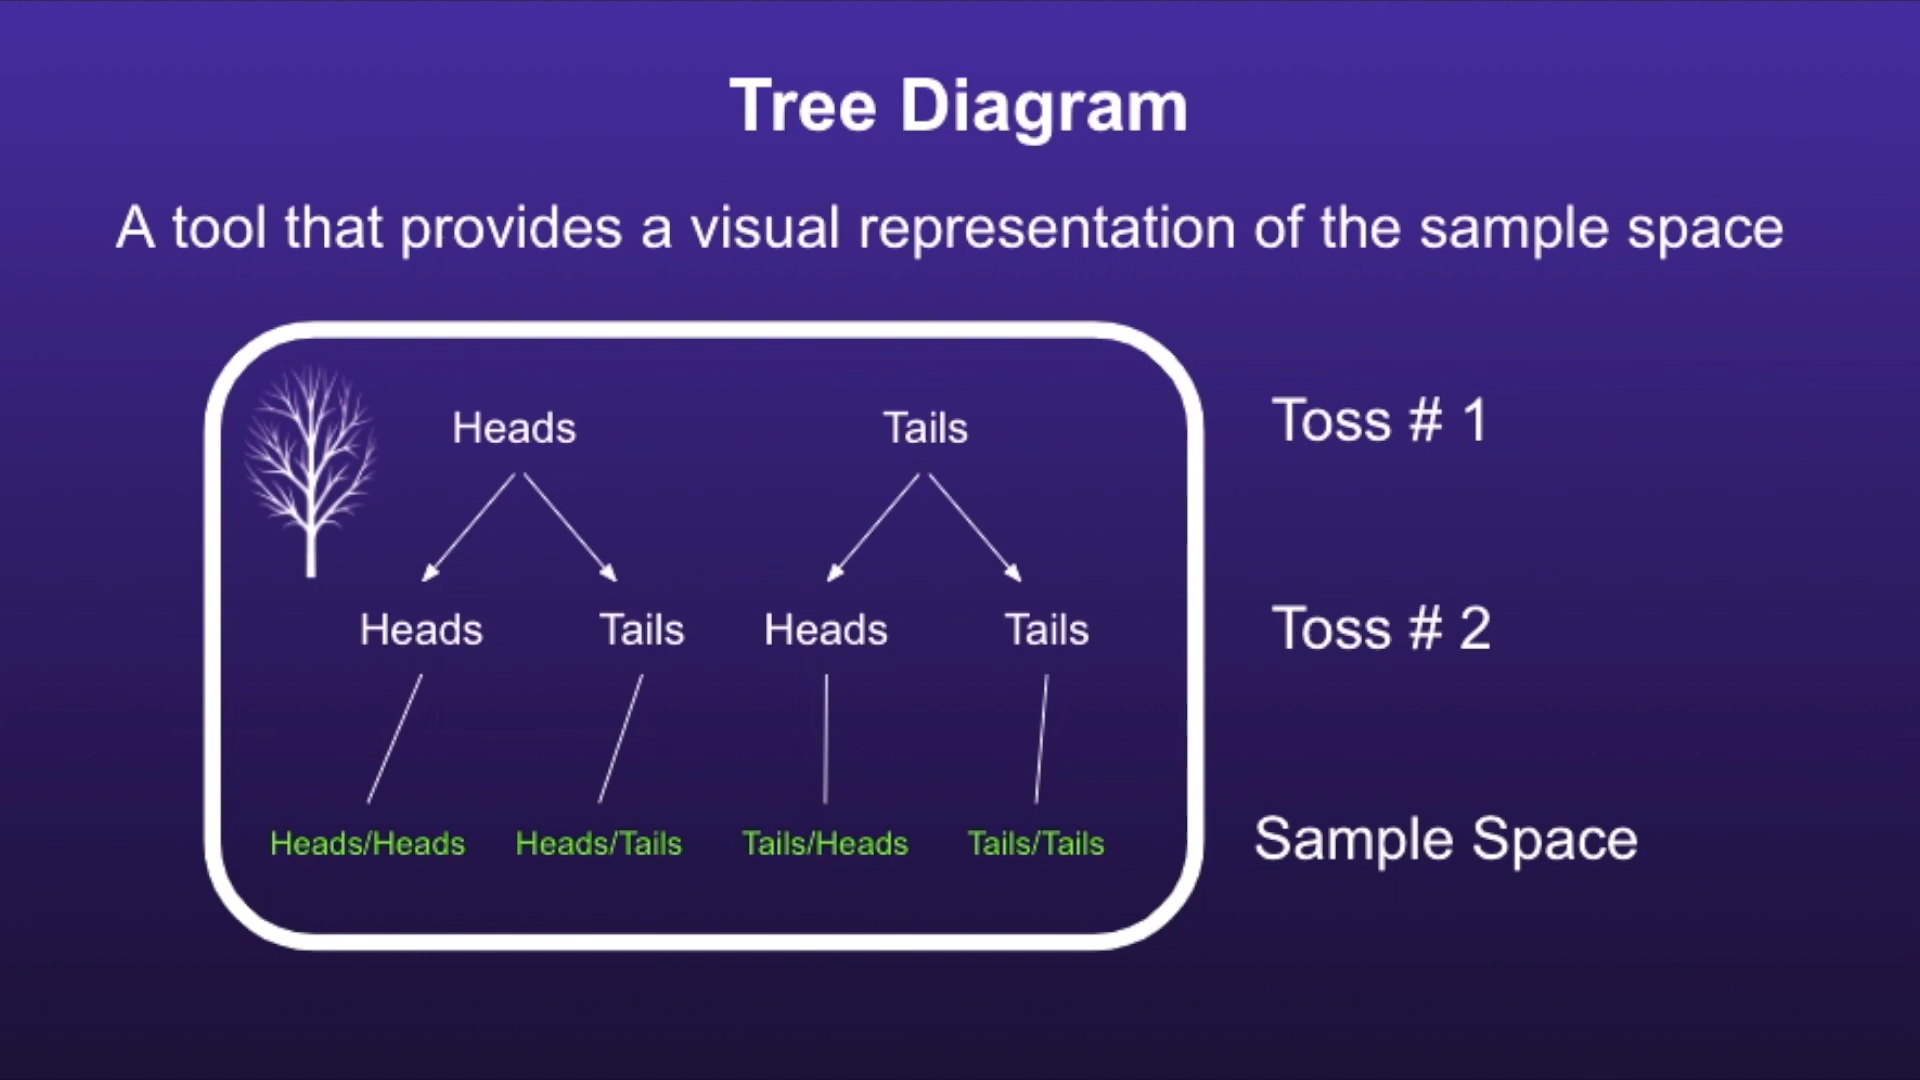 Tree Diagram
A tool that provides a visual representation of the sample space
Heads Tails Toss # 1
Heads Tails Heads Tails Toss # 2
Heads/Heads Heads/Tails Tails/Heads Tails/Tails Sample Space